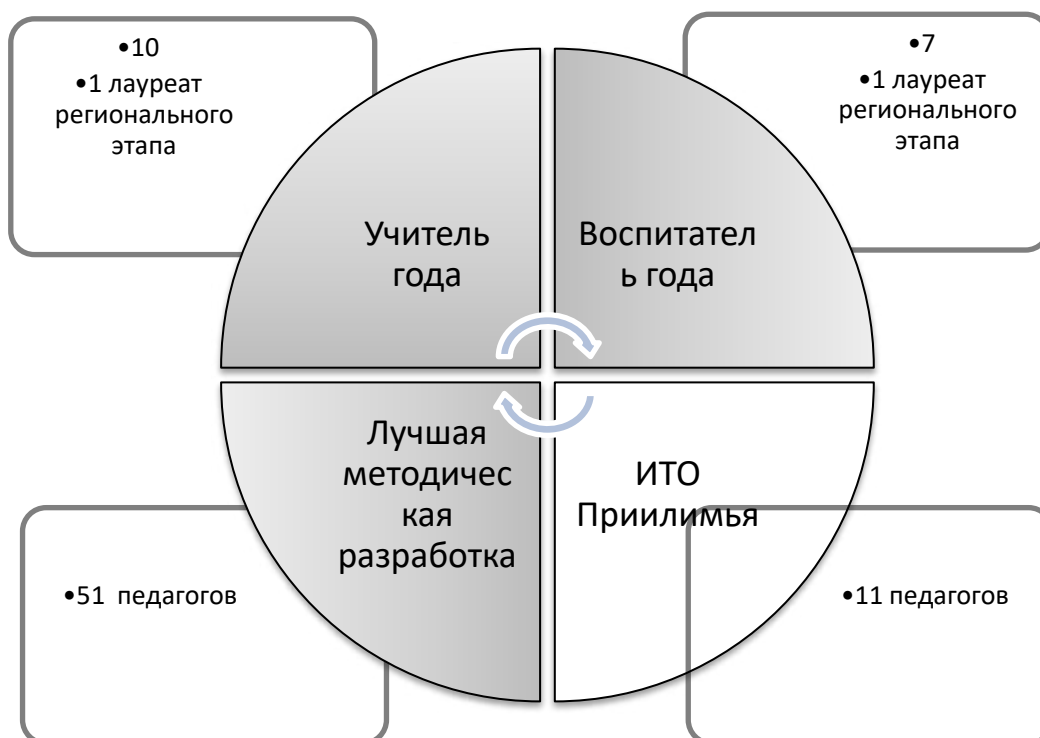 •10
•1 лауреат
регионального
этапа
•7
•1 лауреат
регионального
этапа
Учитель
года
Воспитател
ь года
Лучшая
методичес
кая
разработка
ИТО
Приилимья
•51 педагогов
•11 педагогов